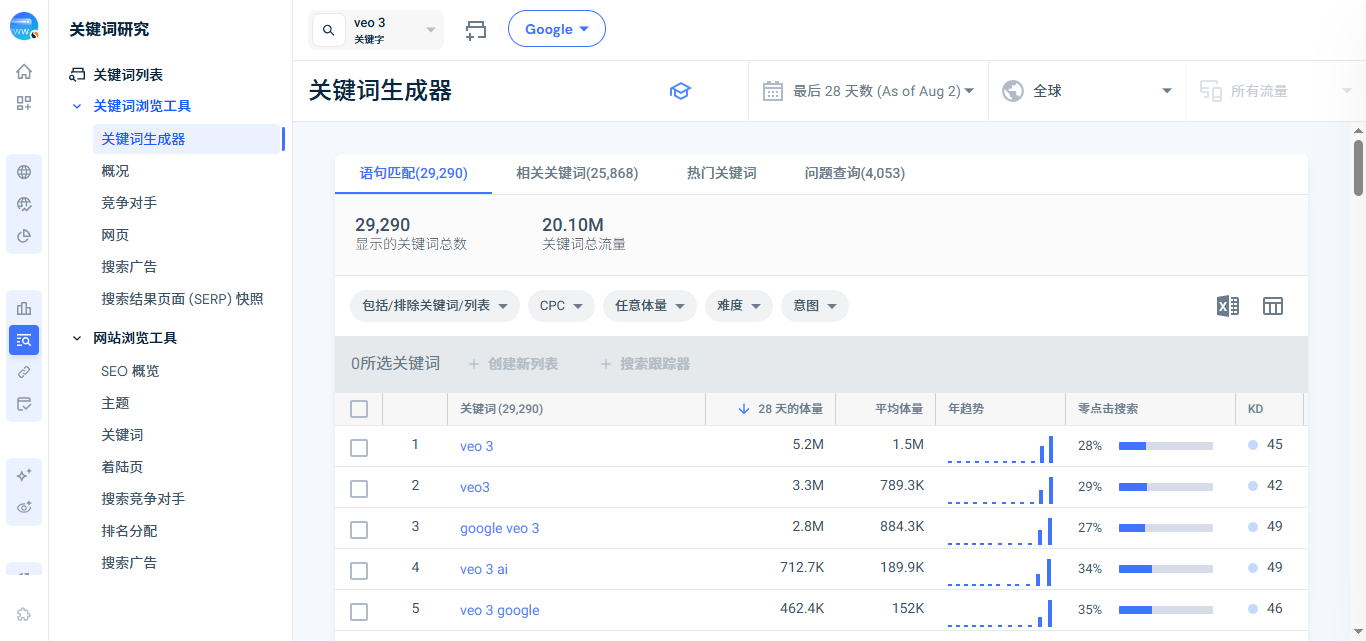 ww
关键词研究
关键词列表
关键词浏览工具
关键词生成器
概况
竞争对手
网页
搜索广告
搜索结果页面 (SERP) 快照
网站浏览工具
SEO 概览
主题
关键词
着陆页
搜索竞争对手
排名分配
搜索广告
veo 3
关键字
Google
关键词生成器
最后 28 天数 (As of Aug 2)
全球
所有流量
语句匹配(29,290) 相关关键词(25,868) 热门关键词 问题查询(4,053)
29,290 20.10M
显示的关键词总数 关键词总流量
包括/排除关键词/列表 CPC 任意体量 难度 意图
0所选关键词 + 创建新列表 + 搜索跟踪器
关键词(29,290) 28 天的体量 平均体量 年趋势 零点击搜索 KD
1 veo 3 5.2M 1.5M 28% 45
2 veo3 3.3M 789.3K 29% 42
3 google veo 3 2.8M 884.3K 27% 49
4 veo 3 ai 712.7K 189.9K 34% 49
5 veo 3 google 462.4K 152K 35% 46